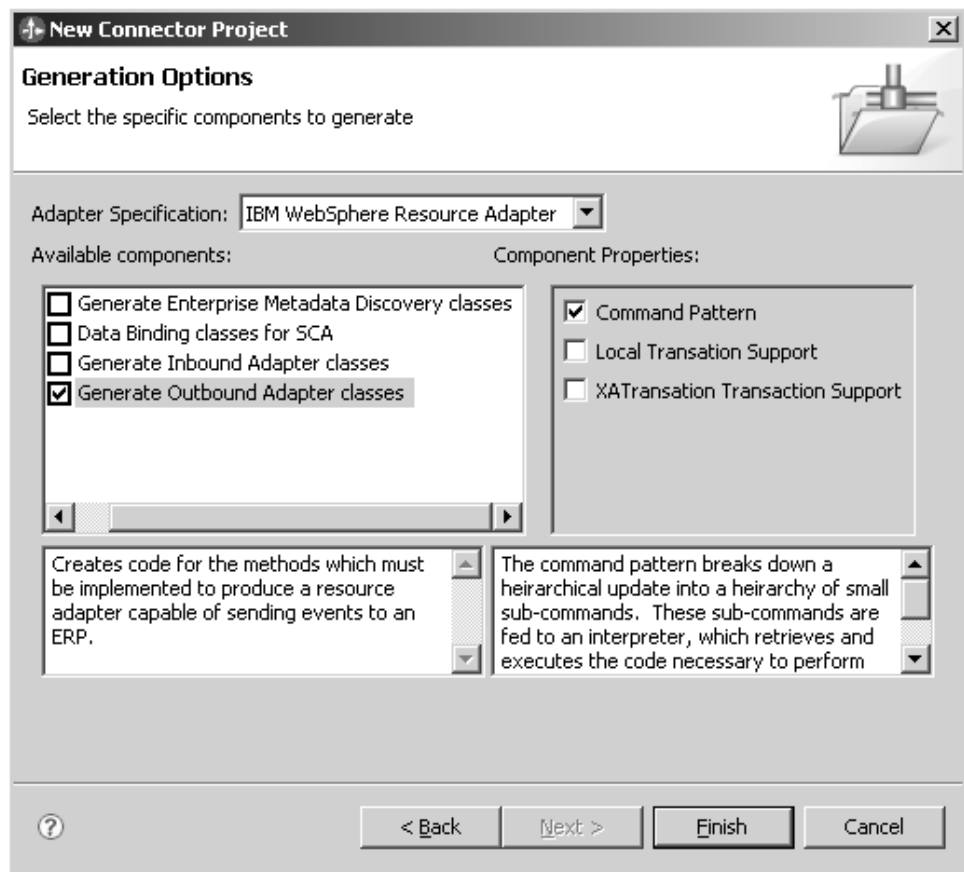 New Connector Project
Generation Options
Select the specific components to generate
Adapter Specification: IBM WebSphere Resource Adapter
Available components:
Component Properties:
Generate Enterprise Metadata Discovery classes
Data Binding classes for SCA
Generate Inbound Adapter classes
Generate Outbound Adapter classes
Command Pattern
Local Transation Support
XATransation Transaction Support
Creates code for the methods which must
be implemented to produce a resource
adapter capable of sending events to an
ERP.
The command pattern breaks down a
heirarchical update into a heirarchy of small
sub-commands. These sub-commands are
fed to an interpreter, which retrieves and
executes the code necessary to perform
?
< Back
Next >
Finish
Cancel